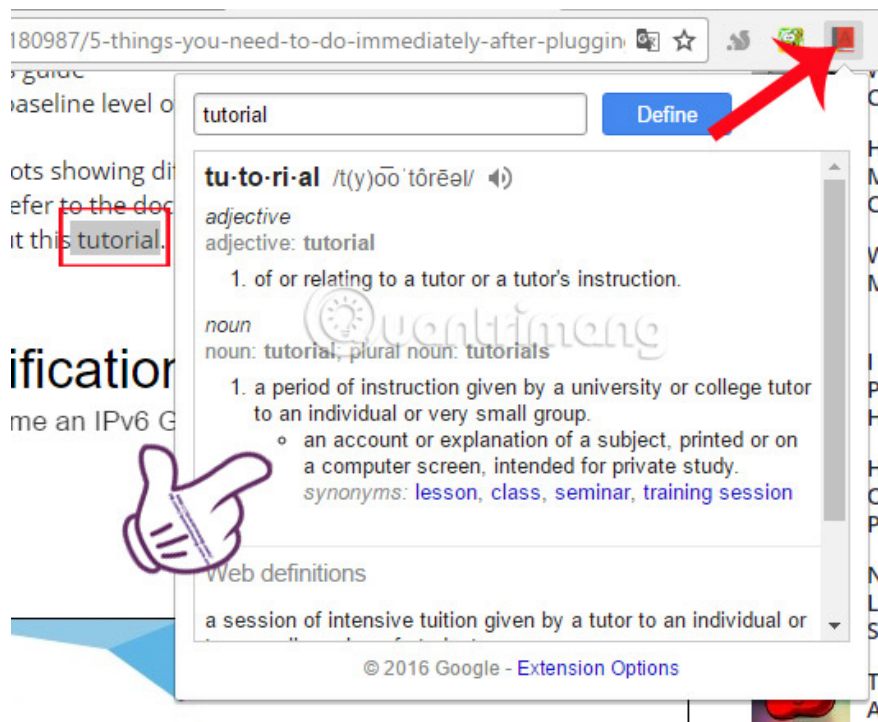 180987/5-things-you-need-to-do-immediately-after-pluggin
s guide
baseline level o
tutorial
Define
ots showing dif
efer to the doc
ut this tutorial.
tu·to·ri·al /t(y)o͞oˈtôrēəl/
adjective
adjective: tutorial
1. of or relating to a tutor or a tutor's instruction.
Quantrimang
noun
noun: tutorial; plural noun: tutorials
1. a period of instruction given by a university or college tutor
to an individual or very small group.
ification
me an IPv6 G
an account or explanation of a subject, printed or on
a computer screen, intended for private study.
synonyms: lesson, class, seminar, training session
Web definitions
a session of intensive tuition given by a tutor to an individual or
© 2016 Google - Extension Options